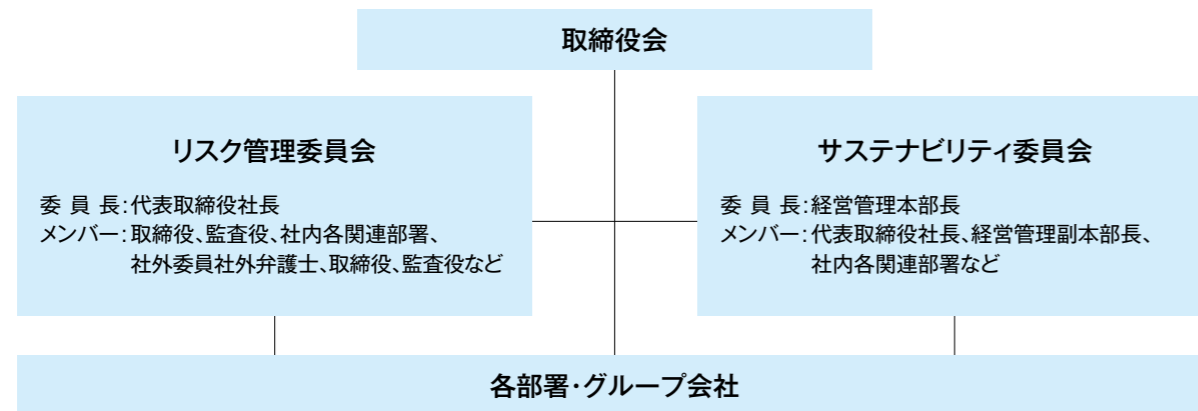 取締役会
リスク管理委員会
委員長:代表取締役社長
メンバー:取締役、監査役、社内各関連部署、
社外委員社外弁護士、取締役、監査役など
サステナビリティ委員会
委員長:経営管理本部長
メンバー:代表取締役社長、経営管理副本部長、
社内各関連部署など
各部署・グループ会社